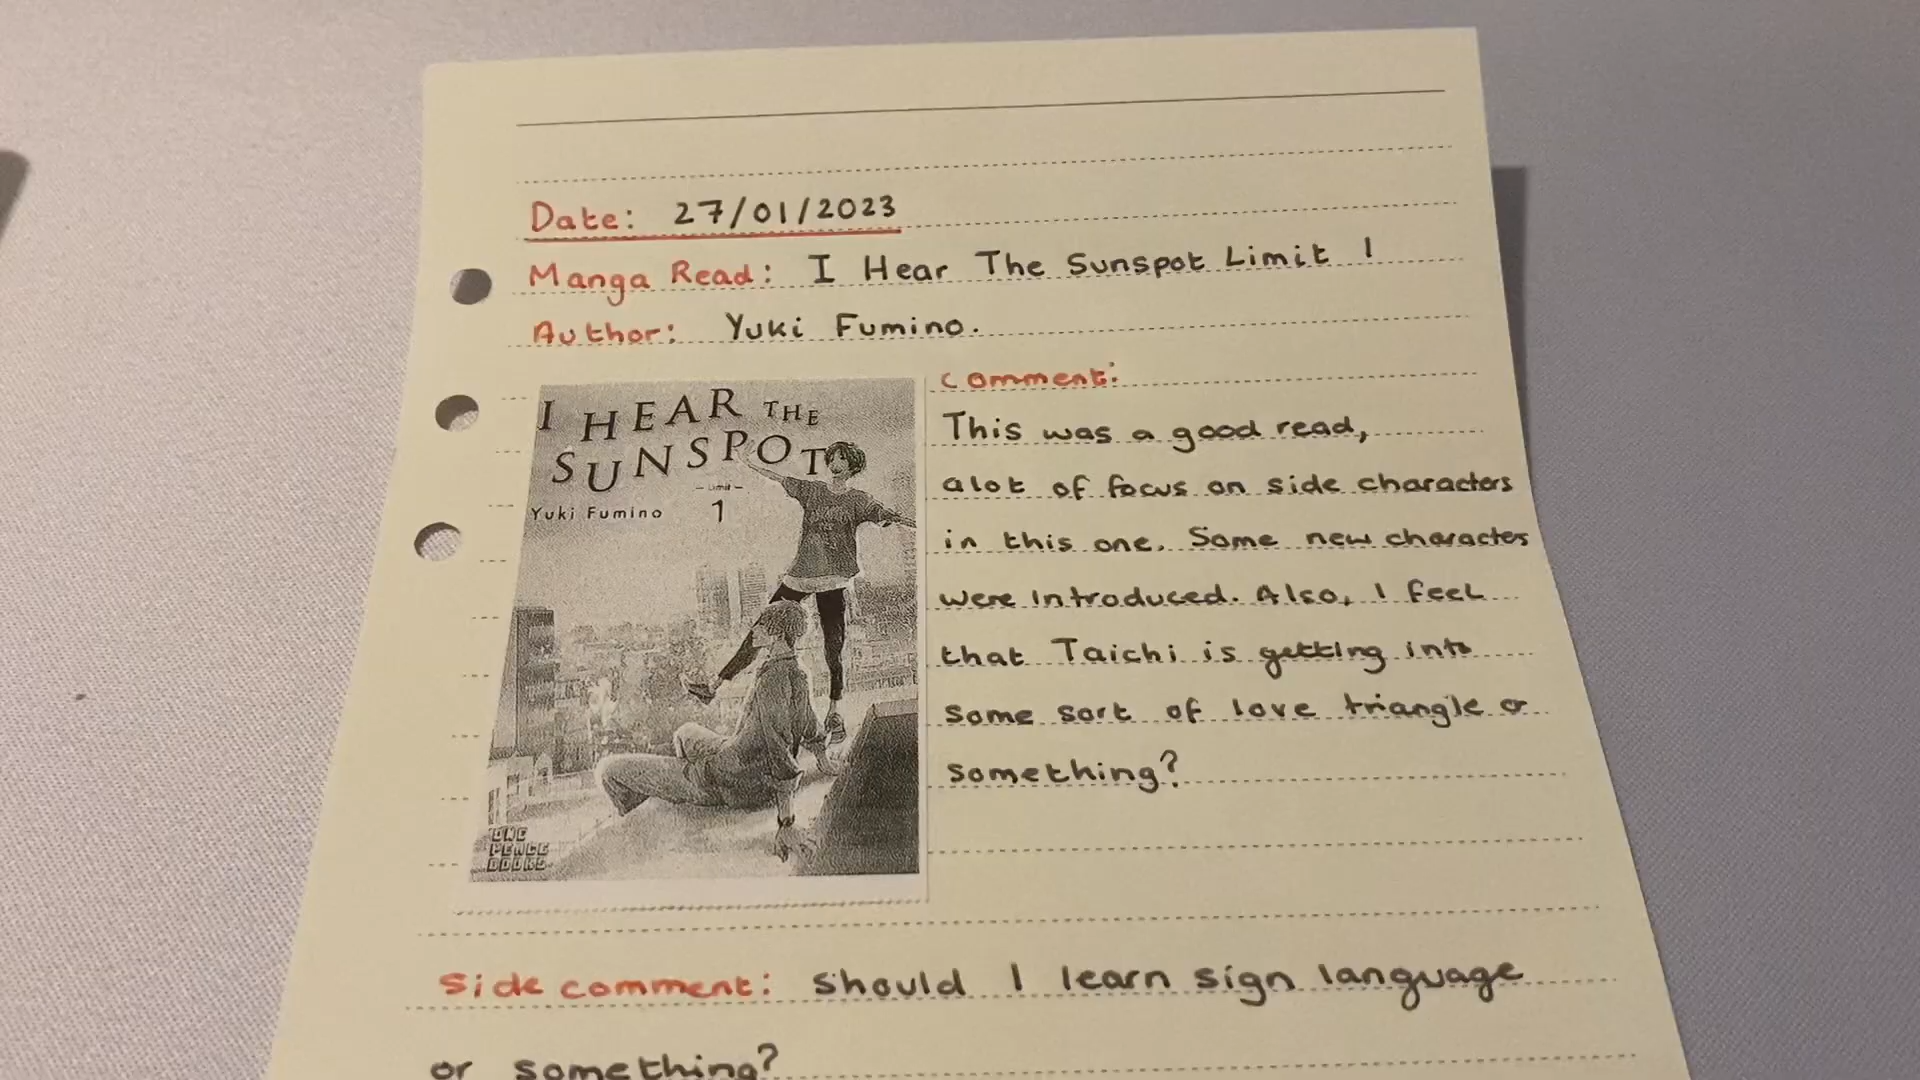 Date: 27/01/2023
Manga Read: I Hear The Sunspot Limit 1
Author: Yuki Fumino.
I HEAR THE
SUNSPOT
- Limit -
Yuki Fumino 1
ONE
PEACE
BOOKS
Comment:
This was a good read,
alot of focus on side characters
in this one. Some new characters
were introduced. Also, I feel
that Taichi is getting into
some sort of love triangle or
something?
Side comment: should I learn sign language
or something?